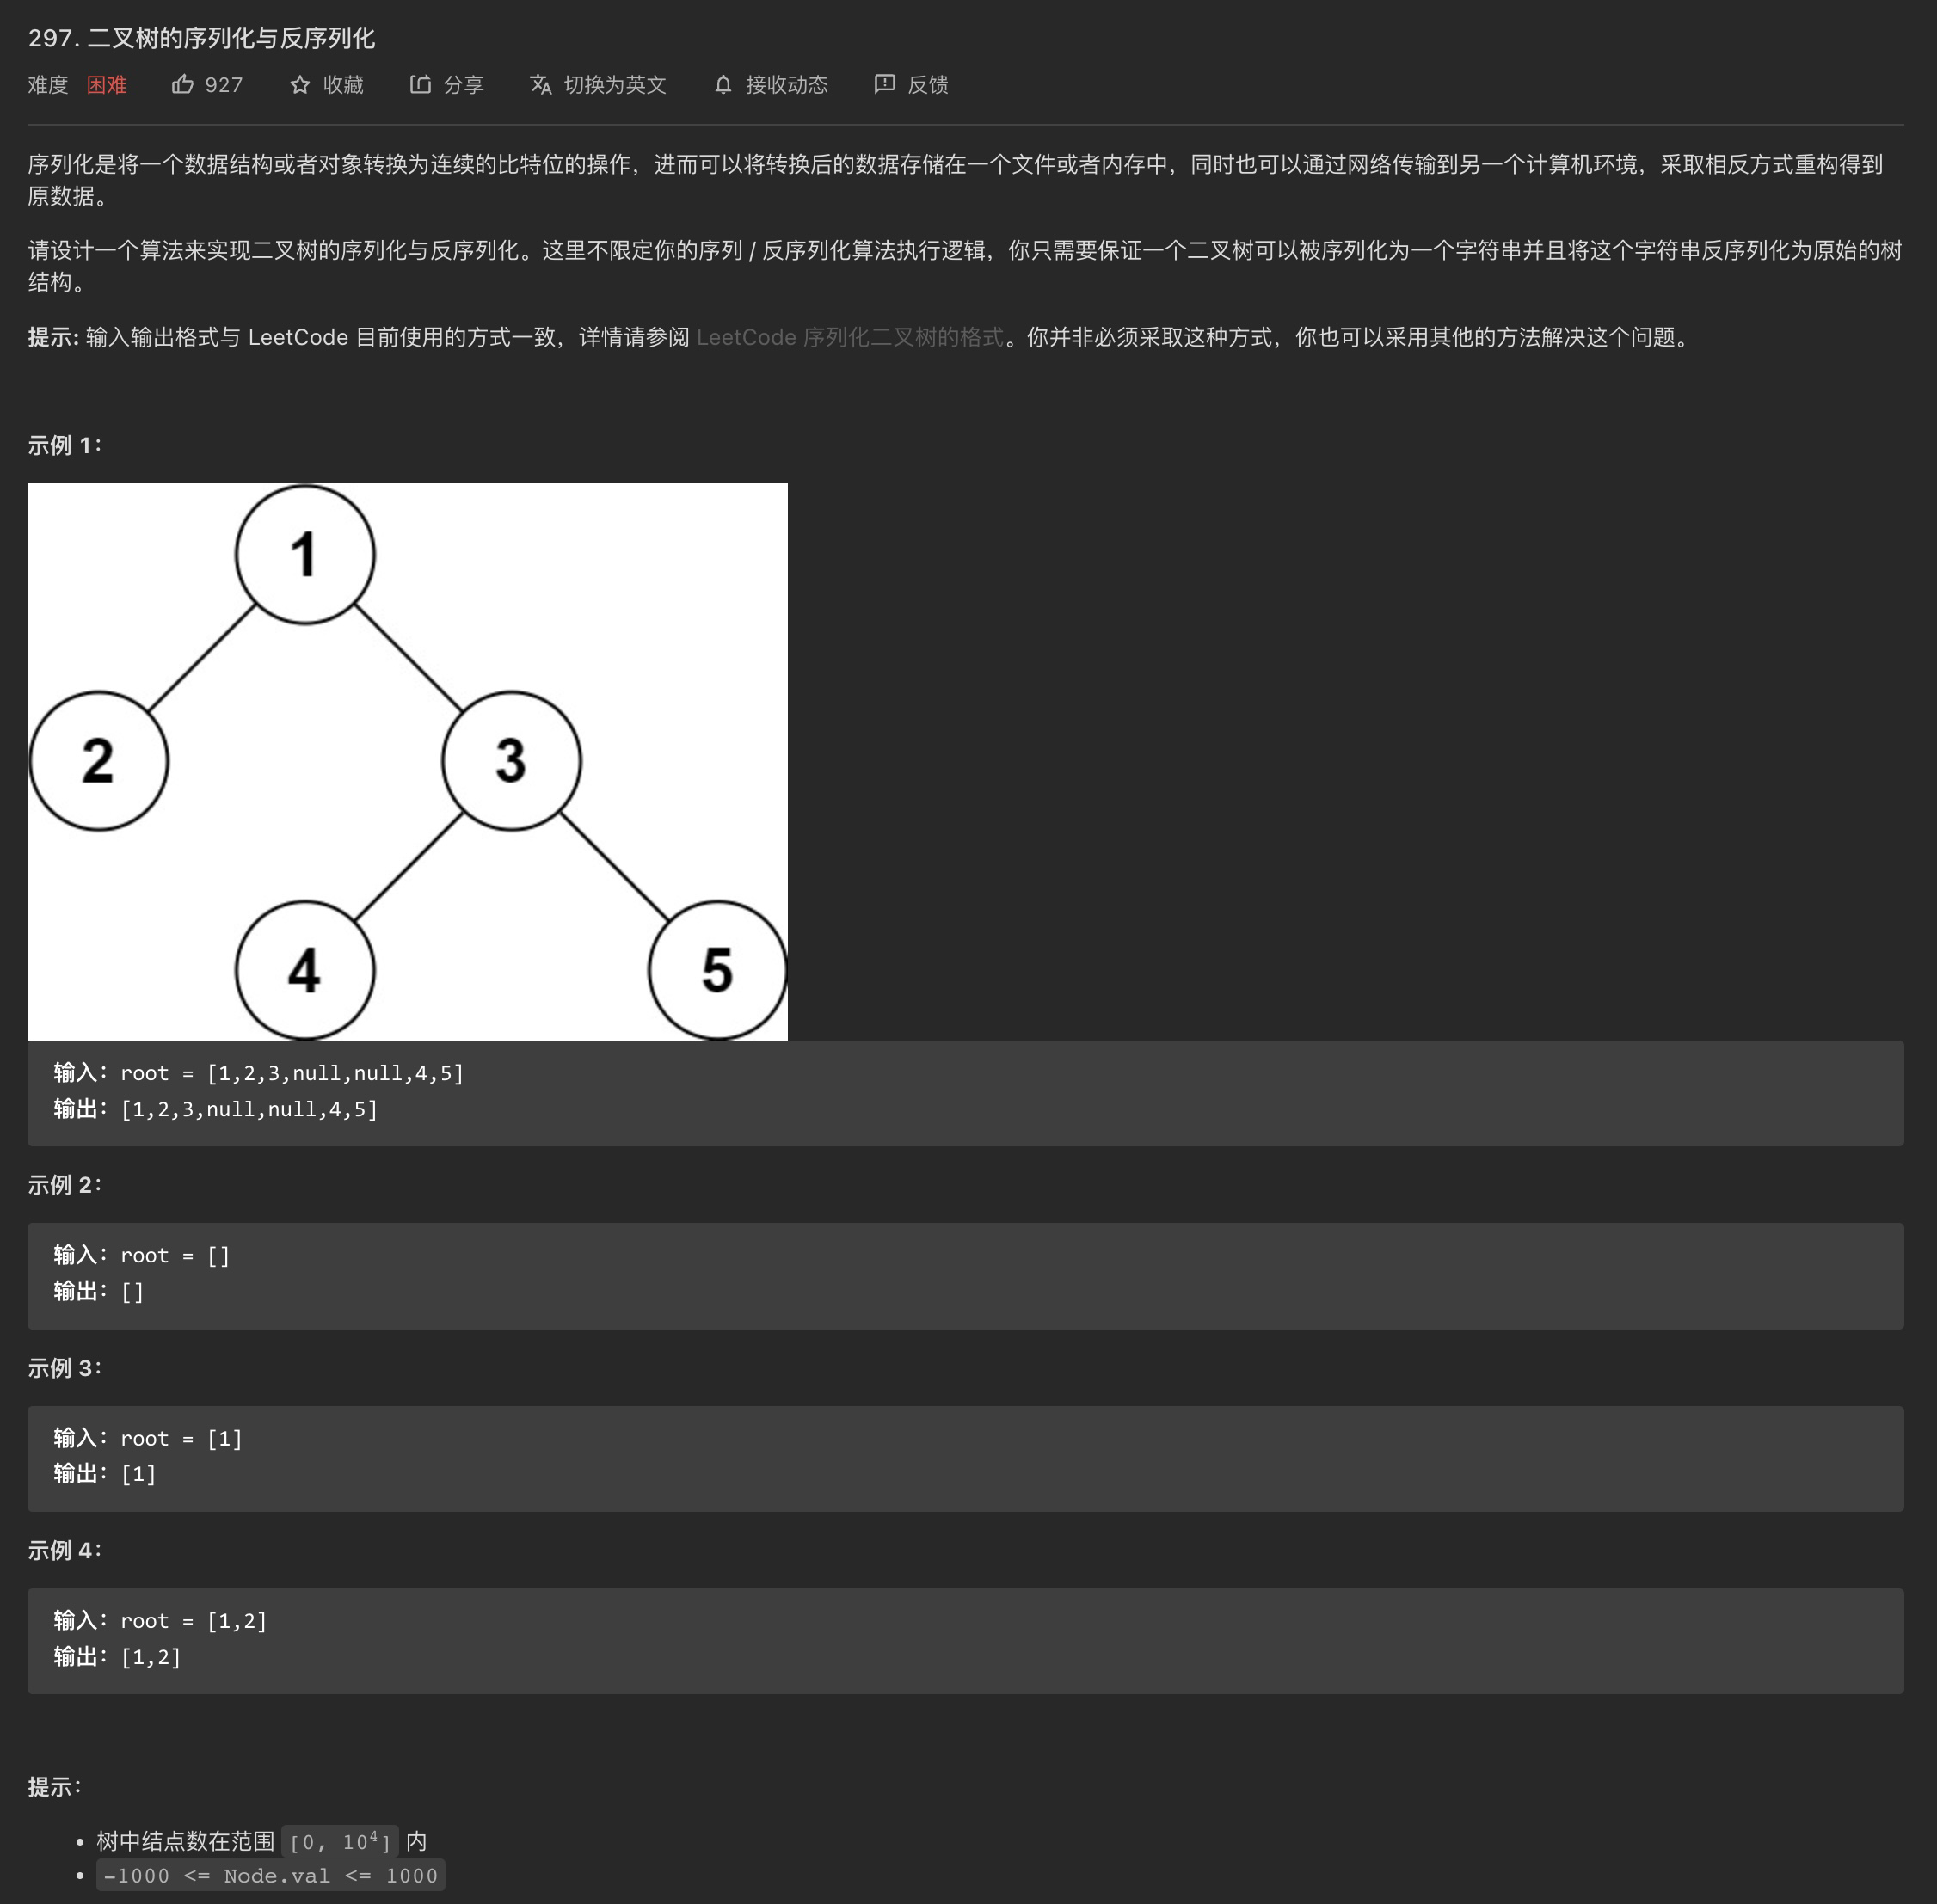 297. 二叉树的序列化与反序列化
难度 困难 927 收藏 分享 切换为英文 接收动态 反馈
序列化是将一个数据结构或者对象转换为连续的比特位的操作，进而可以将转换后的数据存储在一个文件或者内存中，同时也可以通过网络传输到另一个计算机环境，采取相反方式重构得到
原数据。
请设计一个算法来实现二叉树的序列化与反序列化。这里不限定你的序列 / 反序列化算法执行逻辑，你只需要保证一个二叉树可以被序列化为一个字符串并且将这个字符串反序列化为原始的树
结构。
提示: 输入输出格式与 LeetCode 目前使用的方式一致，详情请参阅 LeetCode 序列化二叉树的格式。你并非必须采取这种方式，你也可以采用其他的方法解决这个问题。
示例 1：
1
2 3
4 5
输入：root = [1,2,3,null,null,4,5]
输出：[1,2,3,null,null,4,5]
示例 2：
输入：root = []
输出：[]
示例 3：
输入：root = [1]
输出：[1]
示例 4：
输入：root = [1,2]
输出：[1,2]
提示：
• 树中结点数在范围 [0, 10⁴] 内
• -1000 <= Node.val <= 1000